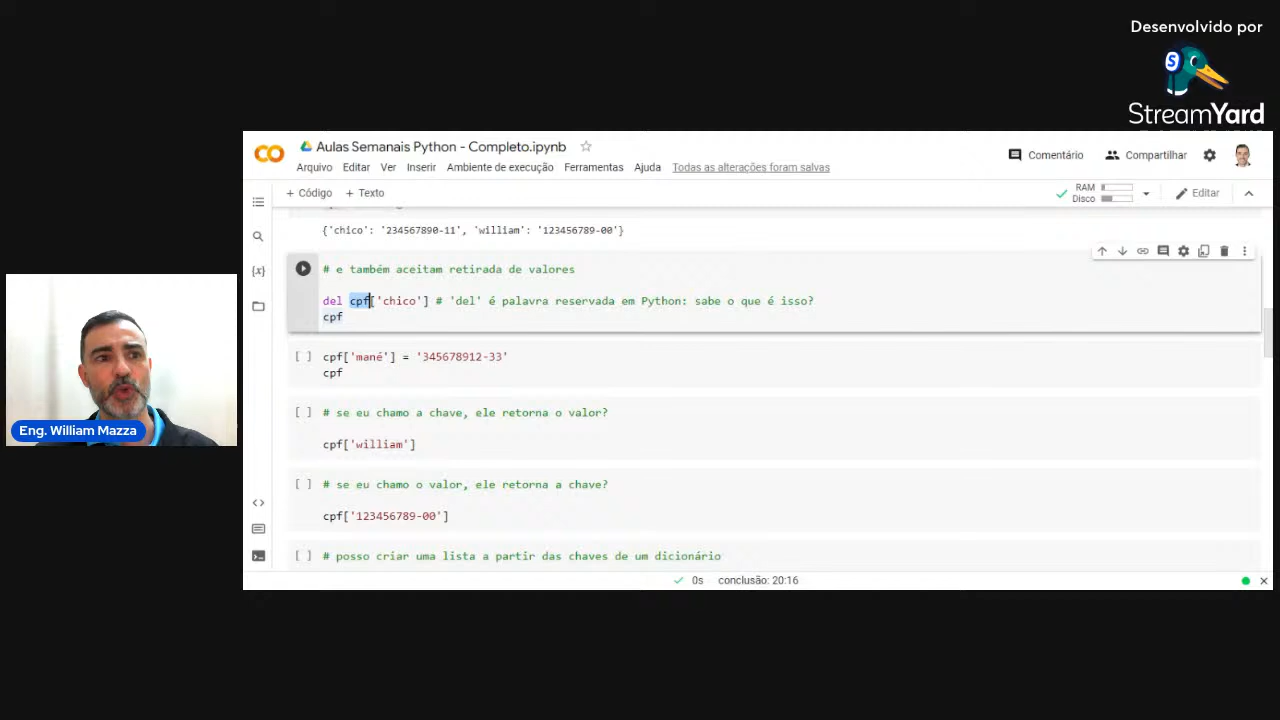 Desenvolvido por
S
StreamYard
CO
Aulas Semanais Python - Completo.ipynb
Comentário
Compartilhar
Arquivo Editar Ver Inserir Ambiente de execução Ferramentas Ajuda Todas as alterações foram salvas
+ Código + Texto
RAM
Disco
Editar
{'chico': '234567890-11', 'william': '123456789-00'}
# e também aceitam retirada de valores
{x}
del cpf['chico'] # 'del' é palavra reservada em Python: sabe o que é isso?
cpf
[ ] cpf['mané'] = '345678912-33'
cpf
[ ] # se eu chamo a chave, ele retorna o valor?
Eng. William Mazza
cpf['william']
[ ] # se eu chamo o valor, ele retorna a chave?
<>
cpf['123456789-00']
[ ] # posso criar uma lista a partir das chaves de um dicionário
0s conclusão: 20:16